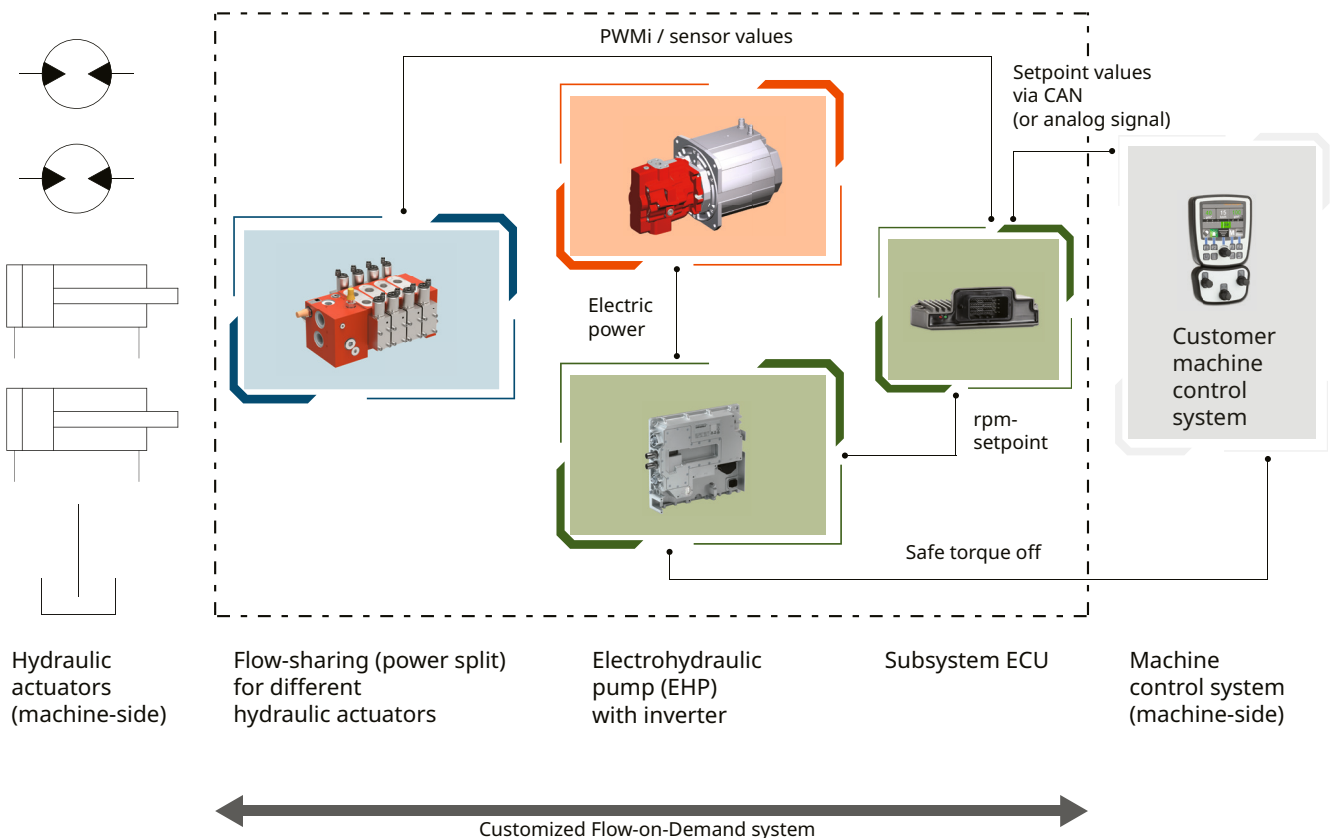 PWMi / sensor values
Setpoint values
via CAN
(or analog signal)
Electric
power
rpm-
setpoint
Customer
machine
control
system
Safe torque off
Hydraulic
actuators
(machine-side)
Flow-sharing (power split)
for different
hydraulic actuators
Electrohydraulic
pump (EHP)
with inverter
Subsystem ECU
Machine
control system
(machine-side)
Customized Flow-on-Demand system